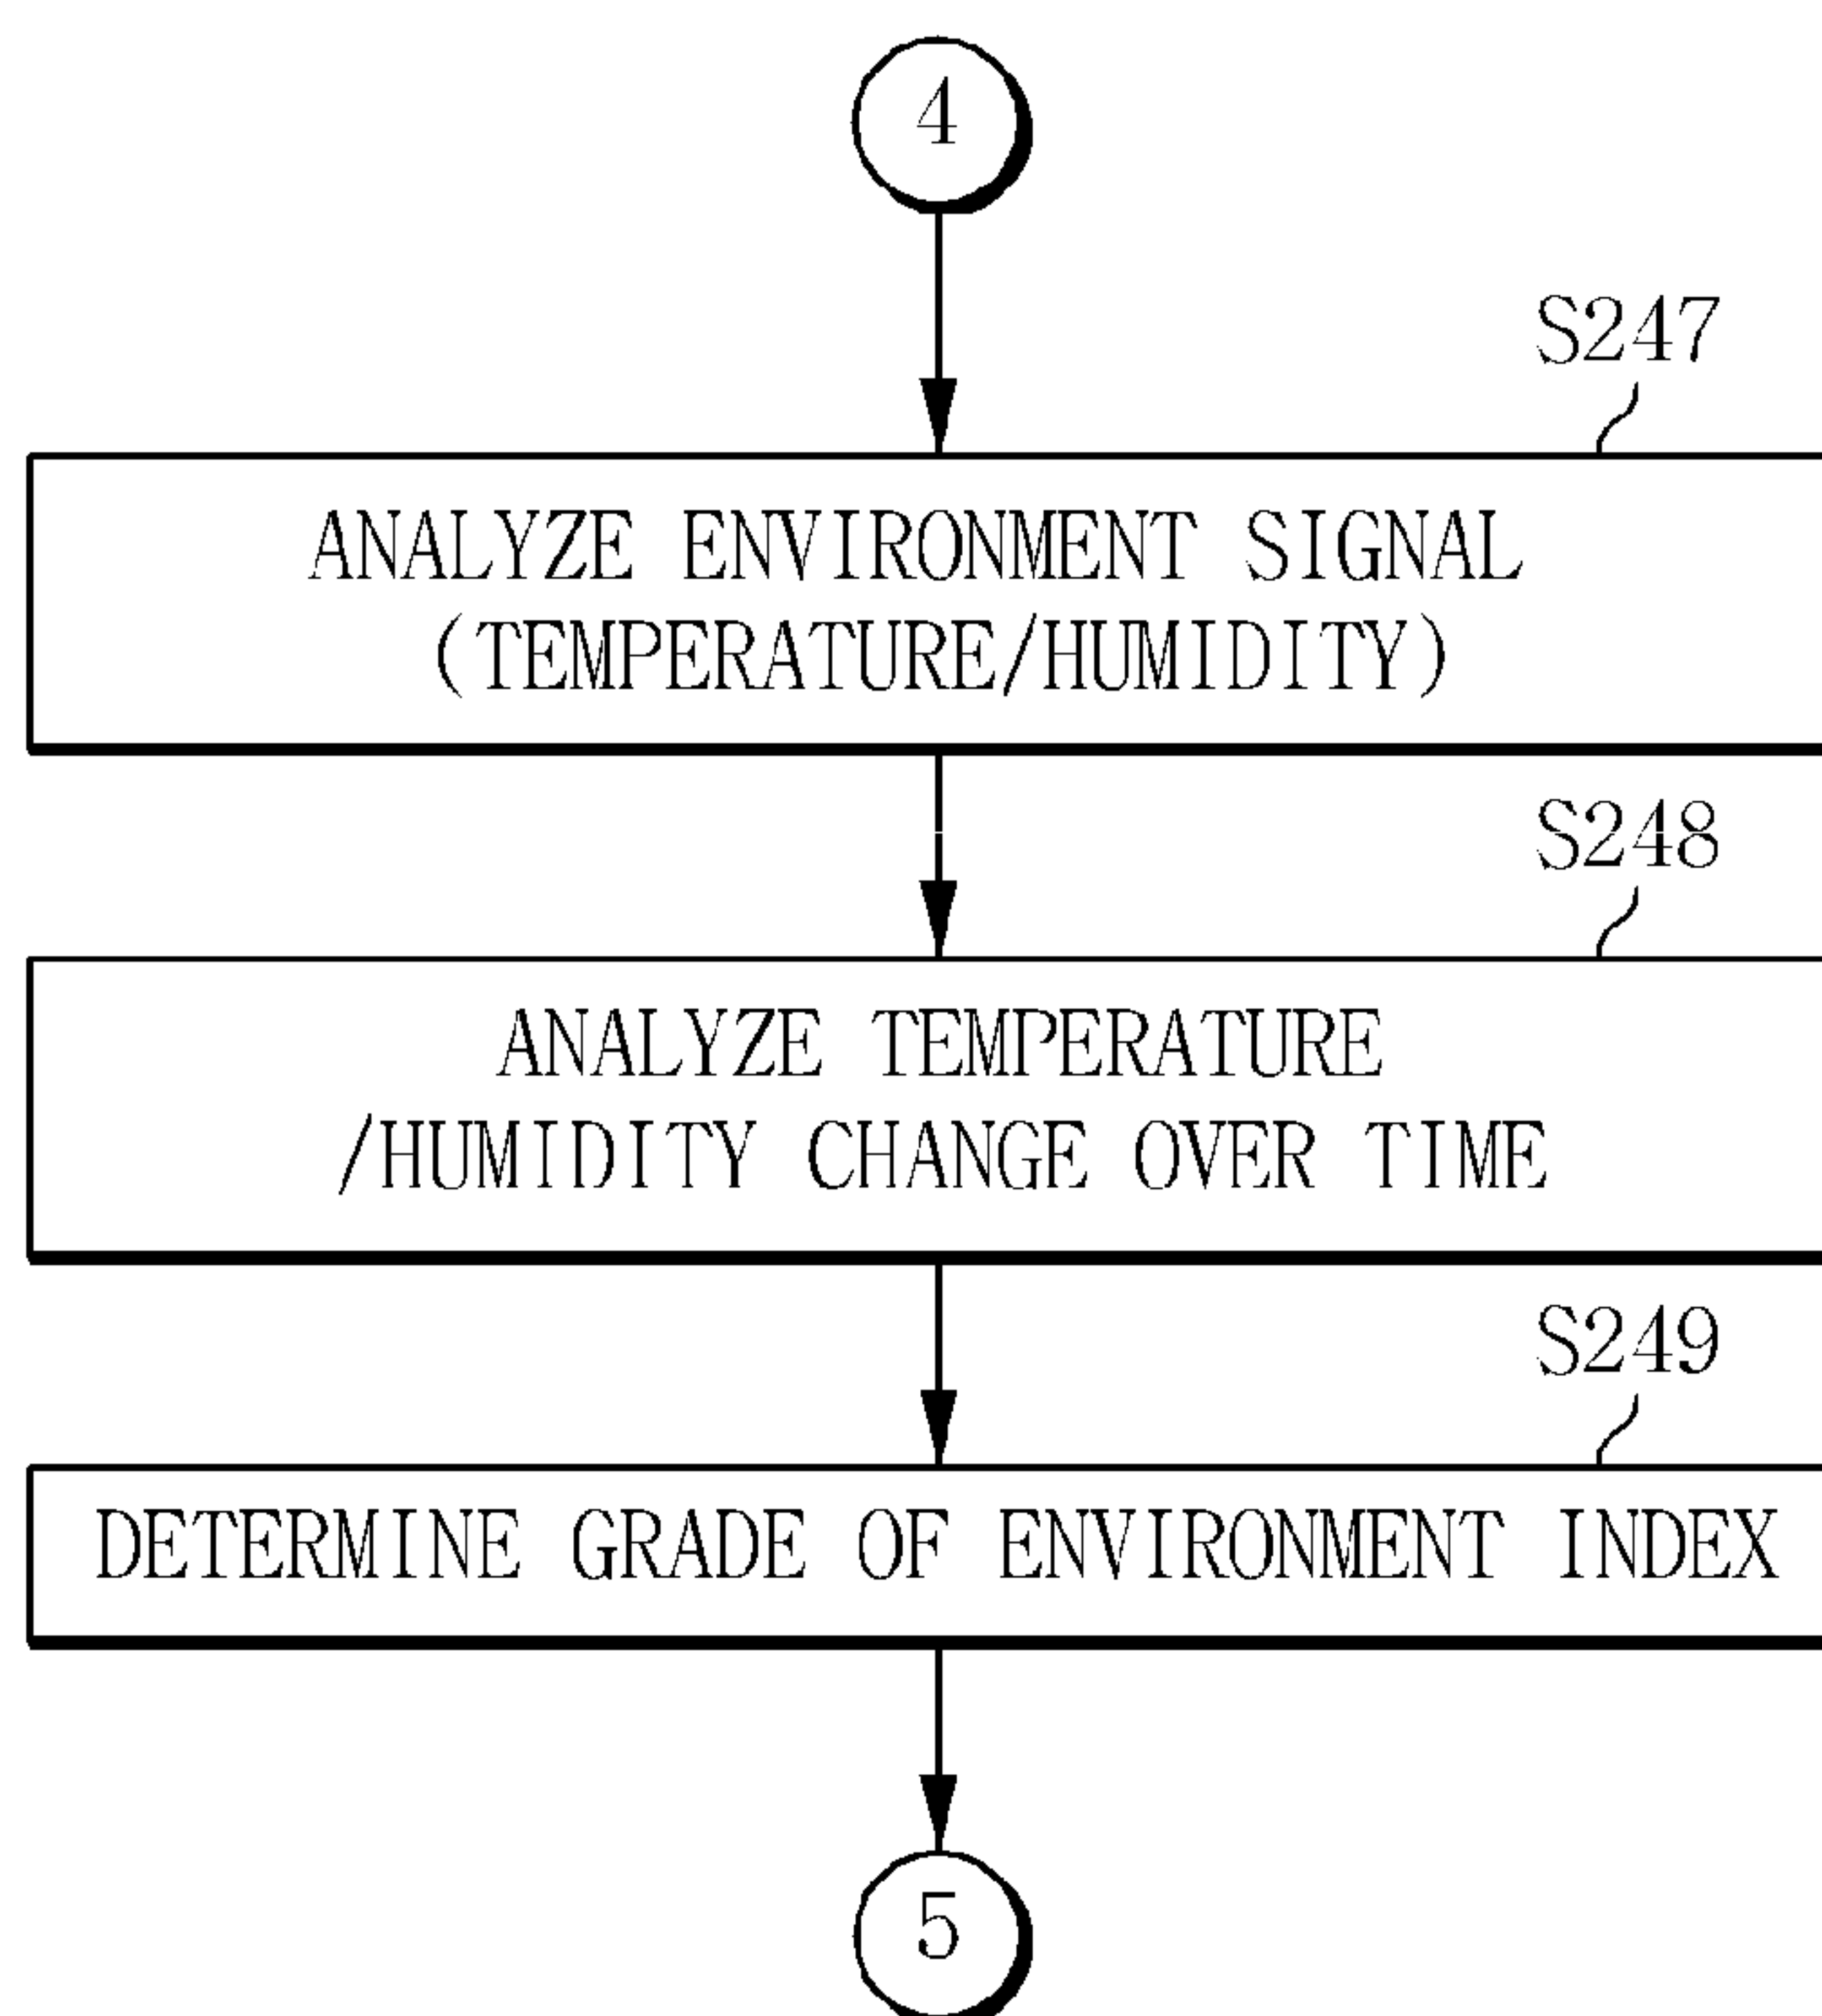 4
S247
ANALYZE ENVIRONMENT SIGNAL
(TEMPERATURE/HUMIDITY)
S248
ANALYZE TEMPERATURE
/HUMIDITY CHANGE OVER TIME
S249
DETERMINE GRADE OF ENVIRONMENT INDEX
5